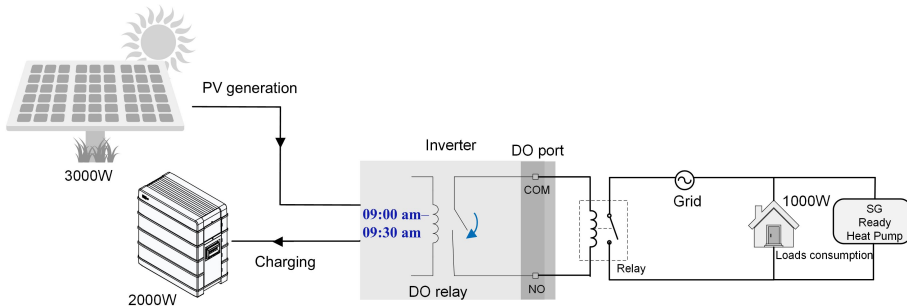 PV generation
3000W
Inverter
DO port
COM
09:00 am
09:30 am
Charging
2000W
DO relay
NO
Relay
Grid
1000W
Loads consumption
SG
Ready
Heat Pump